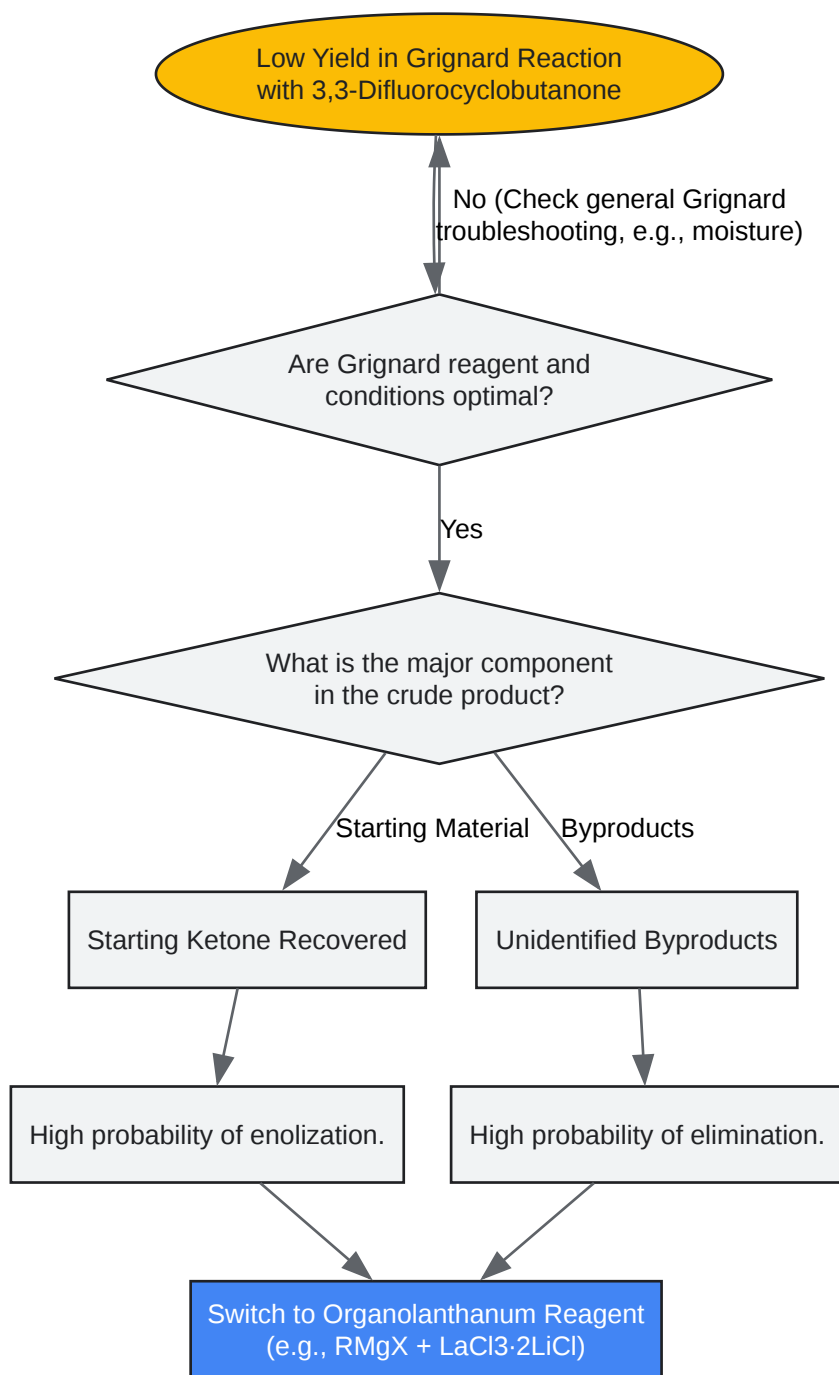 Low Yield in Grignard Reaction
with 3,3-Difluorocyclobutanone
No (Check general Grignard
troubleshooting, e.g., moisture)
Are Grignard reagent and
conditions optimal?
Yes
What is the major component
in the crude product?
Starting Material
Byproducts
Starting Ketone Recovered
Unidentified Byproducts
High probability of enolization.
High probability of elimination.
Switch to Organolanthanum Reagent
(e.g., RMgX + LaCl3·2LiCl)